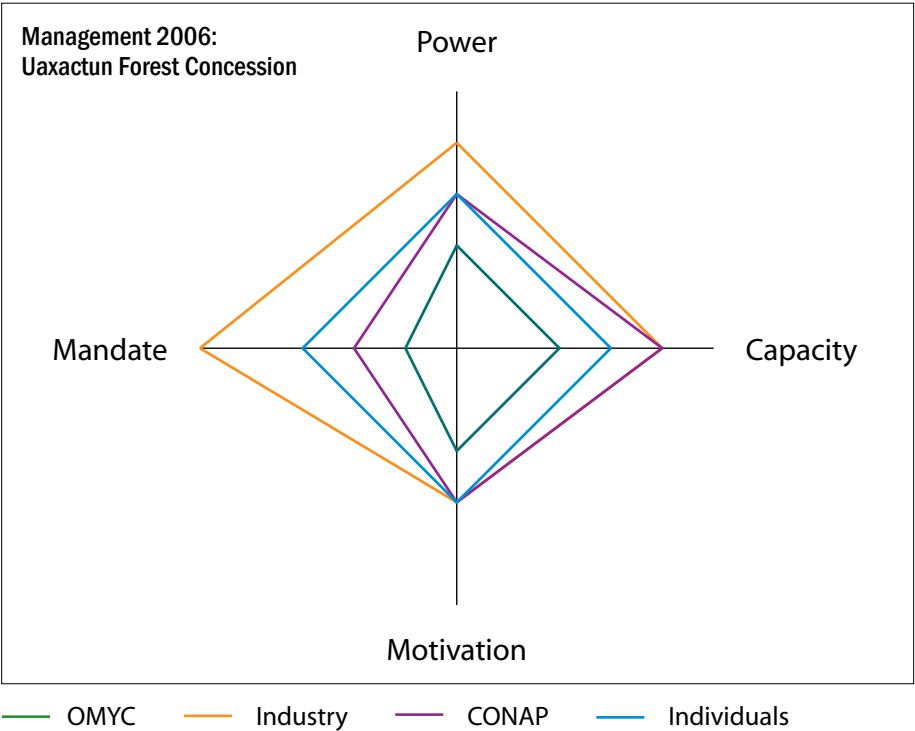 Management 2006:
Uaxactun Forest Concession
Power
Mandate
Capacity
Motivation
OMYC
Industry
CONAP
Individuals